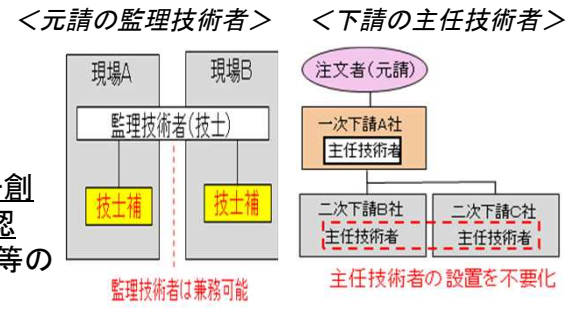 ＜元請の監理技術者＞
現場A
現場B
監理技術者(技士)
技士補
技士補
監理技術者は兼務可能
＜下請の主任技術者＞
注文者(元請)
一次下請A社
主任技術者
二次下請B社
主任技術者
二次下請C社
主任技術者
主任技術者の設置を不要化
創
認
等の